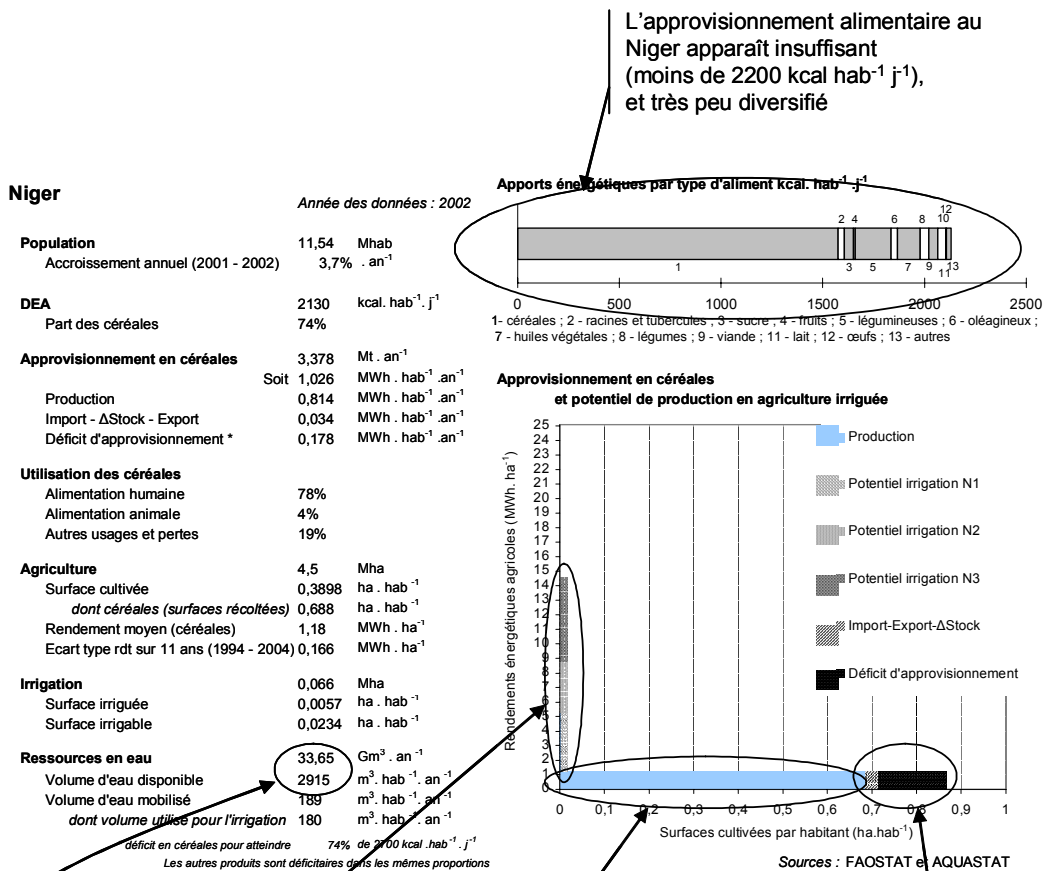 L'approvisionnement alimentaire au
Niger apparaît insuffisant
(moins de 2200 kcal hab⁻¹ j⁻¹),
et très peu diversifié
Niger
Année des données : 2002
Population 11,54 Mhab
Accroissement annuel (2001 - 2002) 3,7% . an⁻¹
DEA 2130 kcal. hab⁻¹. j⁻¹
Part des céréales 74%
Approvisionnement en céréales 3,378 Mt . an⁻¹
Soit 1,026 MWh . hab⁻¹ .an⁻¹
Production 0,814 MWh . hab⁻¹ .an⁻¹
Import - ΔStock - Export 0,034 MWh . hab⁻¹ .an⁻¹
Déficit d'approvisionnement * 0,178 MWh . hab⁻¹ .an⁻¹
Utilisation des céréales
Alimentation humaine 78%
Alimentation animale 4%
Autres usages et pertes 19%
Agriculture 4,5 Mha
Surface cultivée 0,3898 ha . hab⁻¹
dont céréales (surfaces récoltées) 0,688 ha . hab⁻¹
Rendement moyen (céréales) 1,18 MWh . ha⁻¹
Ecart type rdt sur 11 ans (1994 - 2004) 0,166 MWh . ha⁻¹
Irrigation 0,066 Mha
Surface irriguée 0,0057 ha . hab⁻¹
Surface irrigable 0,0234 ha . hab⁻¹
Ressources en eau 33,65 Gm³ . an⁻¹
Volume d'eau disponible 2915 m³. hab⁻¹. an⁻¹
Volume d'eau mobilisé 189 m³. hab⁻¹. an⁻¹
dont volume utilisé pour l'irrigation 180 m³. hab⁻¹. an⁻¹
déficit en céréales pour atteindre 74% de 2700 kcal .hab⁻¹ . j⁻¹
Les autres produits sont déficitaires dans les mêmes proportions
Apports énergétiques par type d'aliment kcal. hab⁻¹ .j⁻¹
12
2 4 6 8 10
1 3 5 7 9 13
11
0 500 1000 1500 2000 2500
1- céréales ; 2 - racines et tubercules ; 3 - sucre ; 4 - fruits ; 5 - légumineuses ; 6 - oléagineux ;
7 - huiles végétales ; 8 - légumes ; 9 - viande ; 11 - lait ; 12 - œufs ; 13 - autres
Approvisionnement en céréales
et potentiel de production en agriculture irriguée
Rendements énergétiques agricoles (MWh. ha⁻¹)
25
24
23
22
21
20
19
18
17
16
15
14
13
12
11
10
9
8
7
6
5
4
3
2
1
0
Production
Potentiel irrigation N1
Potentiel irrigation N2
Potentiel irrigation N3
Import-Export-ΔStock
Déficit d'approvisionnement
0 0,1 0,2 0,3 0,4 0,5 0,6 0,7 0,8 0,9 1
Surfaces cultivées par habitant (ha.hab⁻¹)
Sources : FAOSTAT et AQUASTAT